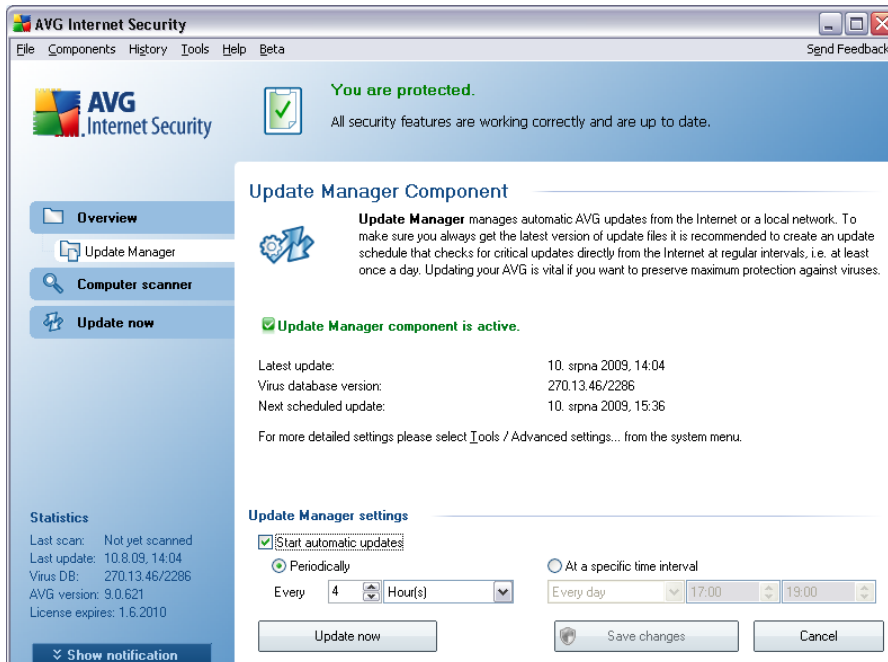 AVG Internet Security
File Components History Tools Help Beta Send Feedback
AVG
Internet Security
You are protected.
All security features are working correctly and are up to date.
Overview
Update Manager
Computer scanner
Update now
Update Manager Component
Update Manager manages automatic AVG updates from the Internet or a local network. To
make sure you always get the latest version of update files it is recommended to create an update
schedule that checks for critical updates directly from the Internet at regular intervals, i.e. at least
once a day. Updating your AVG is vital if you want to preserve maximum protection against viruses.
Update Manager component is active.
Latest update: 10. srpna 2009, 14:04
Virus database version: 270.13.46/2286
Next scheduled update: 10. srpna 2009, 15:36
For more detailed settings please select Tools / Advanced settings... from the system menu.
Statistics
Last scan: Not yet scanned
Last update: 10.8.09, 14:04
Virus DB: 270.13.46/2286
AVG version: 9.0.621
License expires: 1.6.2010
Show notification
Update Manager settings
Start automatic updates
Periodically At a specific time interval
Every 4 Hour(s) Every day 17:00 19:00
Update now Save changes Cancel